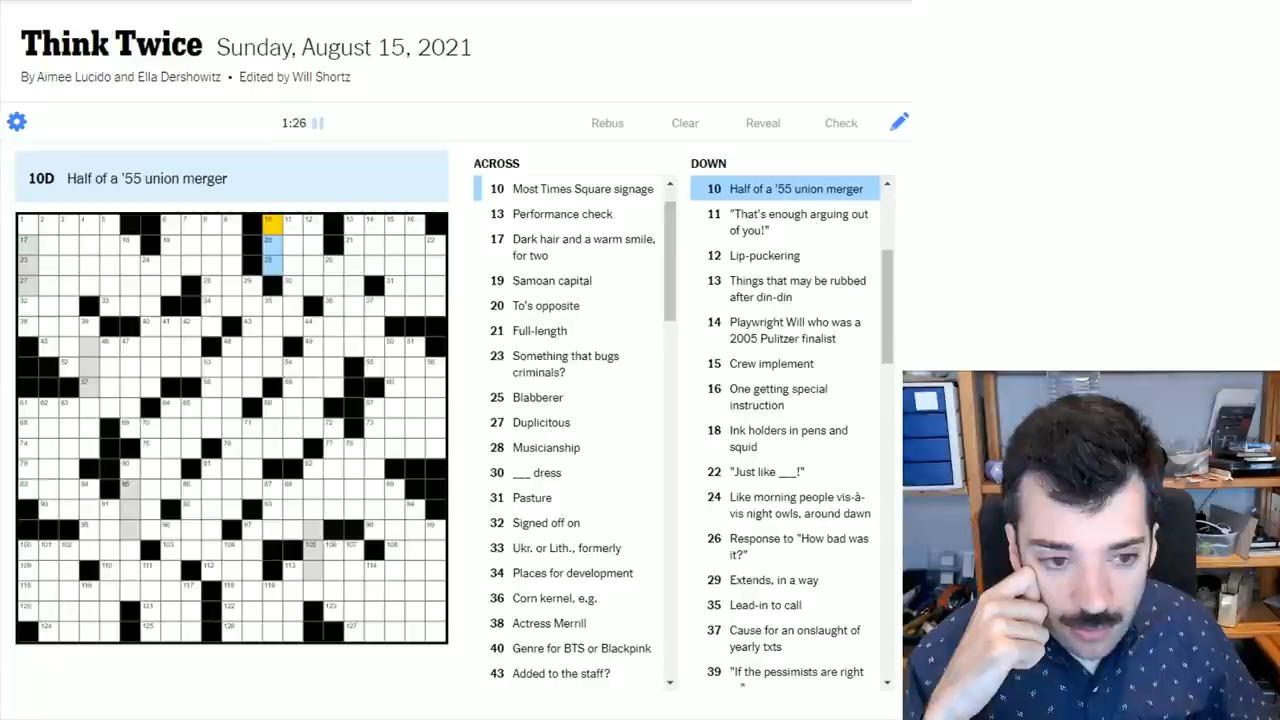 Think Twice Sunday, August 15, 2021
By Aimee Lucido and Ella Dershowitz • Edited by Will Shortz
1:26
Rebus Clear Reveal Check
10D Half of a '55 union merger
ACROSS
10 Most Times Square signage
13 Performance check
17 Dark hair and a warm smile,
for two
19 Samoan capital
20 To's opposite
21 Full-length
23 Something that bugs
criminals?
25 Blabberer
27 Duplicitous
28 Musicianship
30 ___ dress
31 Pasture
32 Signed off on
33 Ukr. or Lith., formerly
34 Places for development
36 Corn kernel, e.g.
38 Actress Merrill
40 Genre for BTS or Blackpink
43 Added to the staff?
DOWN
10 Half of a '55 union merger
11 "That's enough arguing out
of you!"
12 Lip-puckering
13 Things that may be rubbed
after din-din
14 Playwright Will who was a
2005 Pulitzer finalist
15 Crew implement
16 One getting special
instruction
18 Ink holders in pens and
squid
22 "Just like ___!"
24 Like morning people vis-à-
vis night owls, around dawn
26 Response to "How bad was
it?"
29 Extends, in a way
35 Lead-in to call
37 Cause for an onslaught of
yearly txts
39 "If the pessimists are right